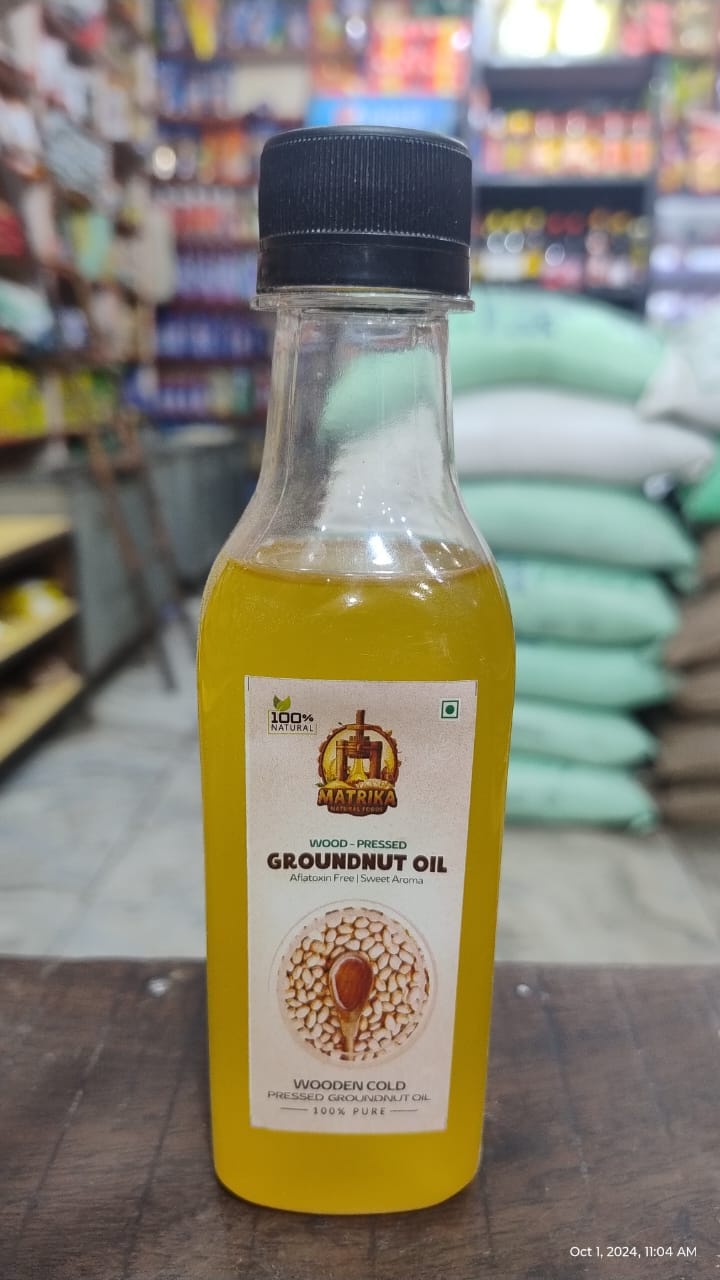 100%
NATURAL
MATRIKA
NATURAL FOODS
WOOD - PRESSED
GROUNDNUT OIL
Aflatoxin Free | Sweet Aroma
WOODEN COLD
PRESSED GROUNDNUT OIL
100% PURE
Oct 1, 2024, 11:04 AM